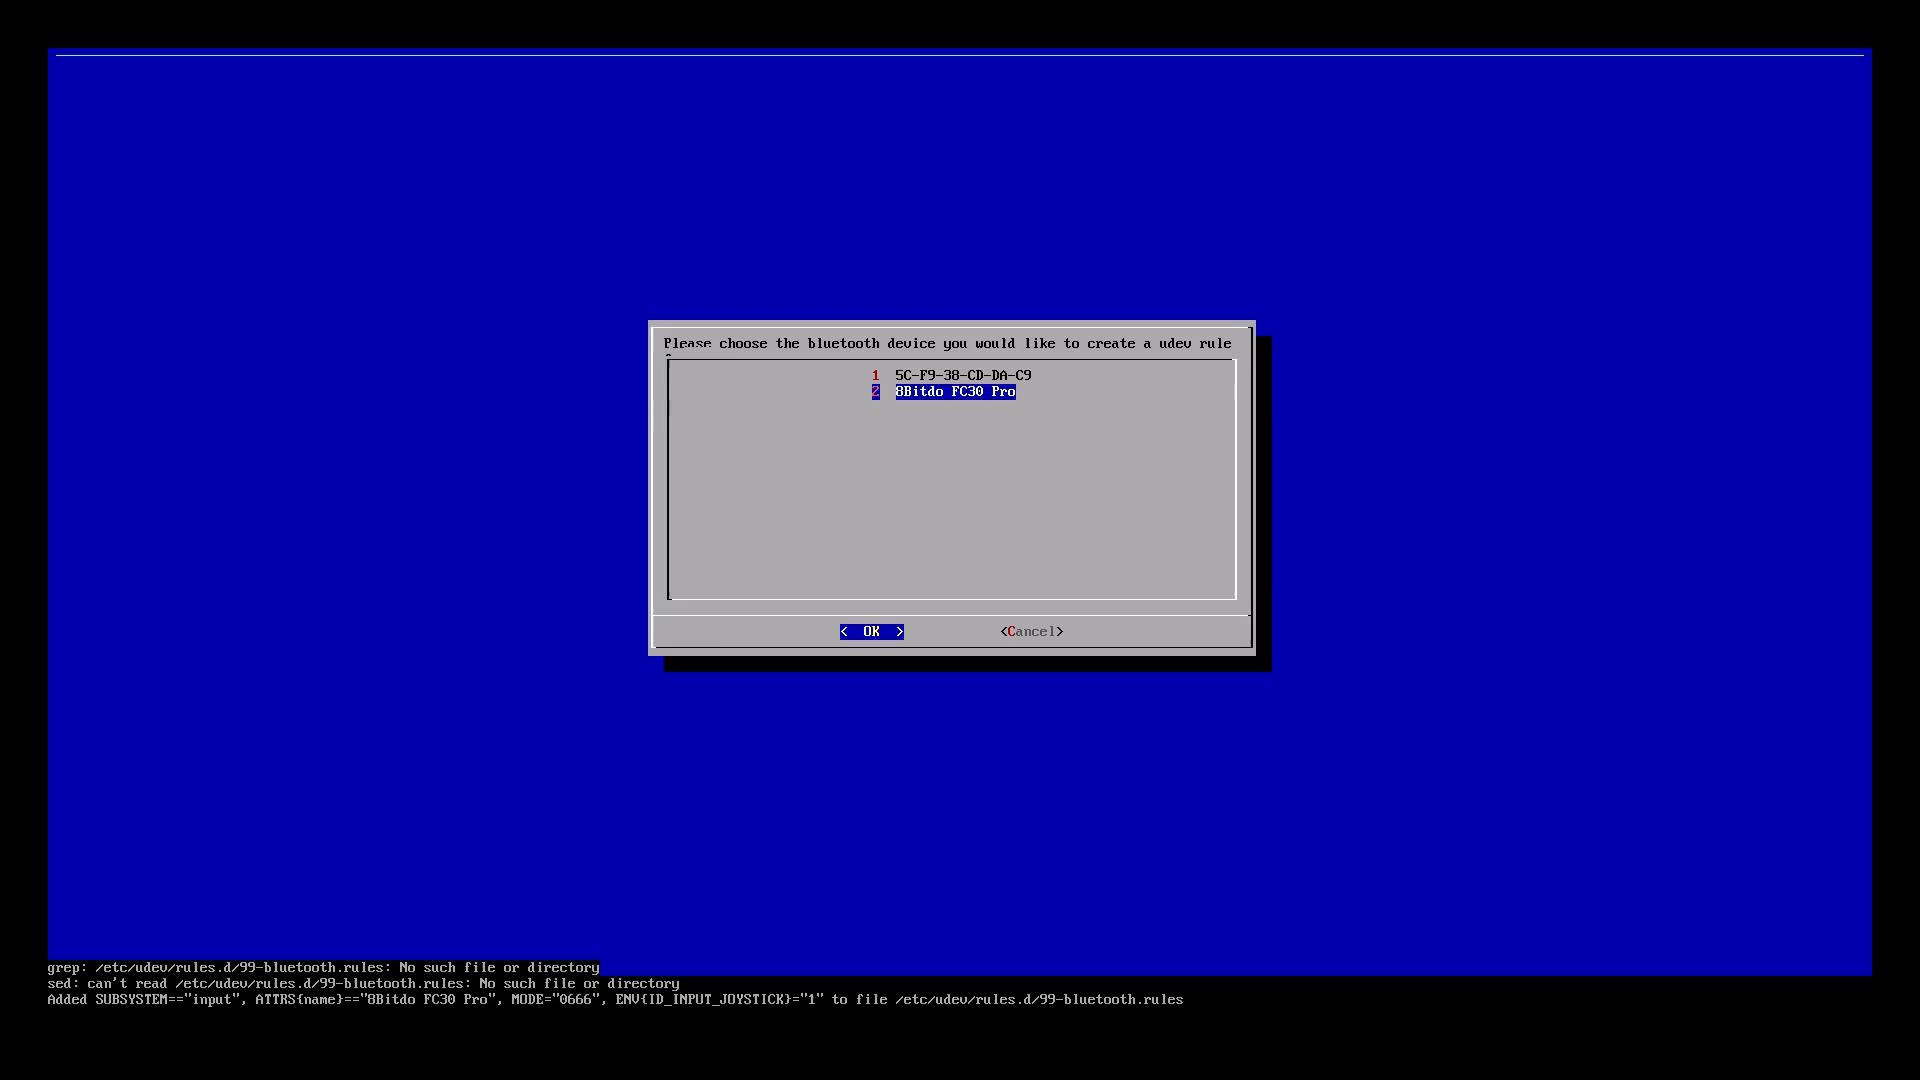 Please choose the bluetooth device you would like to create a udev rule
1 5C-F9-38-CD-DA-C9
2 8Bitdo FC30 Pro
< OK > <Cancel>
grep: /etc/udev/rules.d/99-bluetooth.rules: No such file or directory
sed: can't read /etc/udev/rules.d/99-bluetooth.rules: No such file or directory
Added SUBSYSTEM=="input", ATTRS{name}=="8Bitdo FC30 Pro", MODE="0666", ENV{ID_INPUT_JOYSTICK}="1" to file /etc/udev/rules.d/99-bluetooth.rules